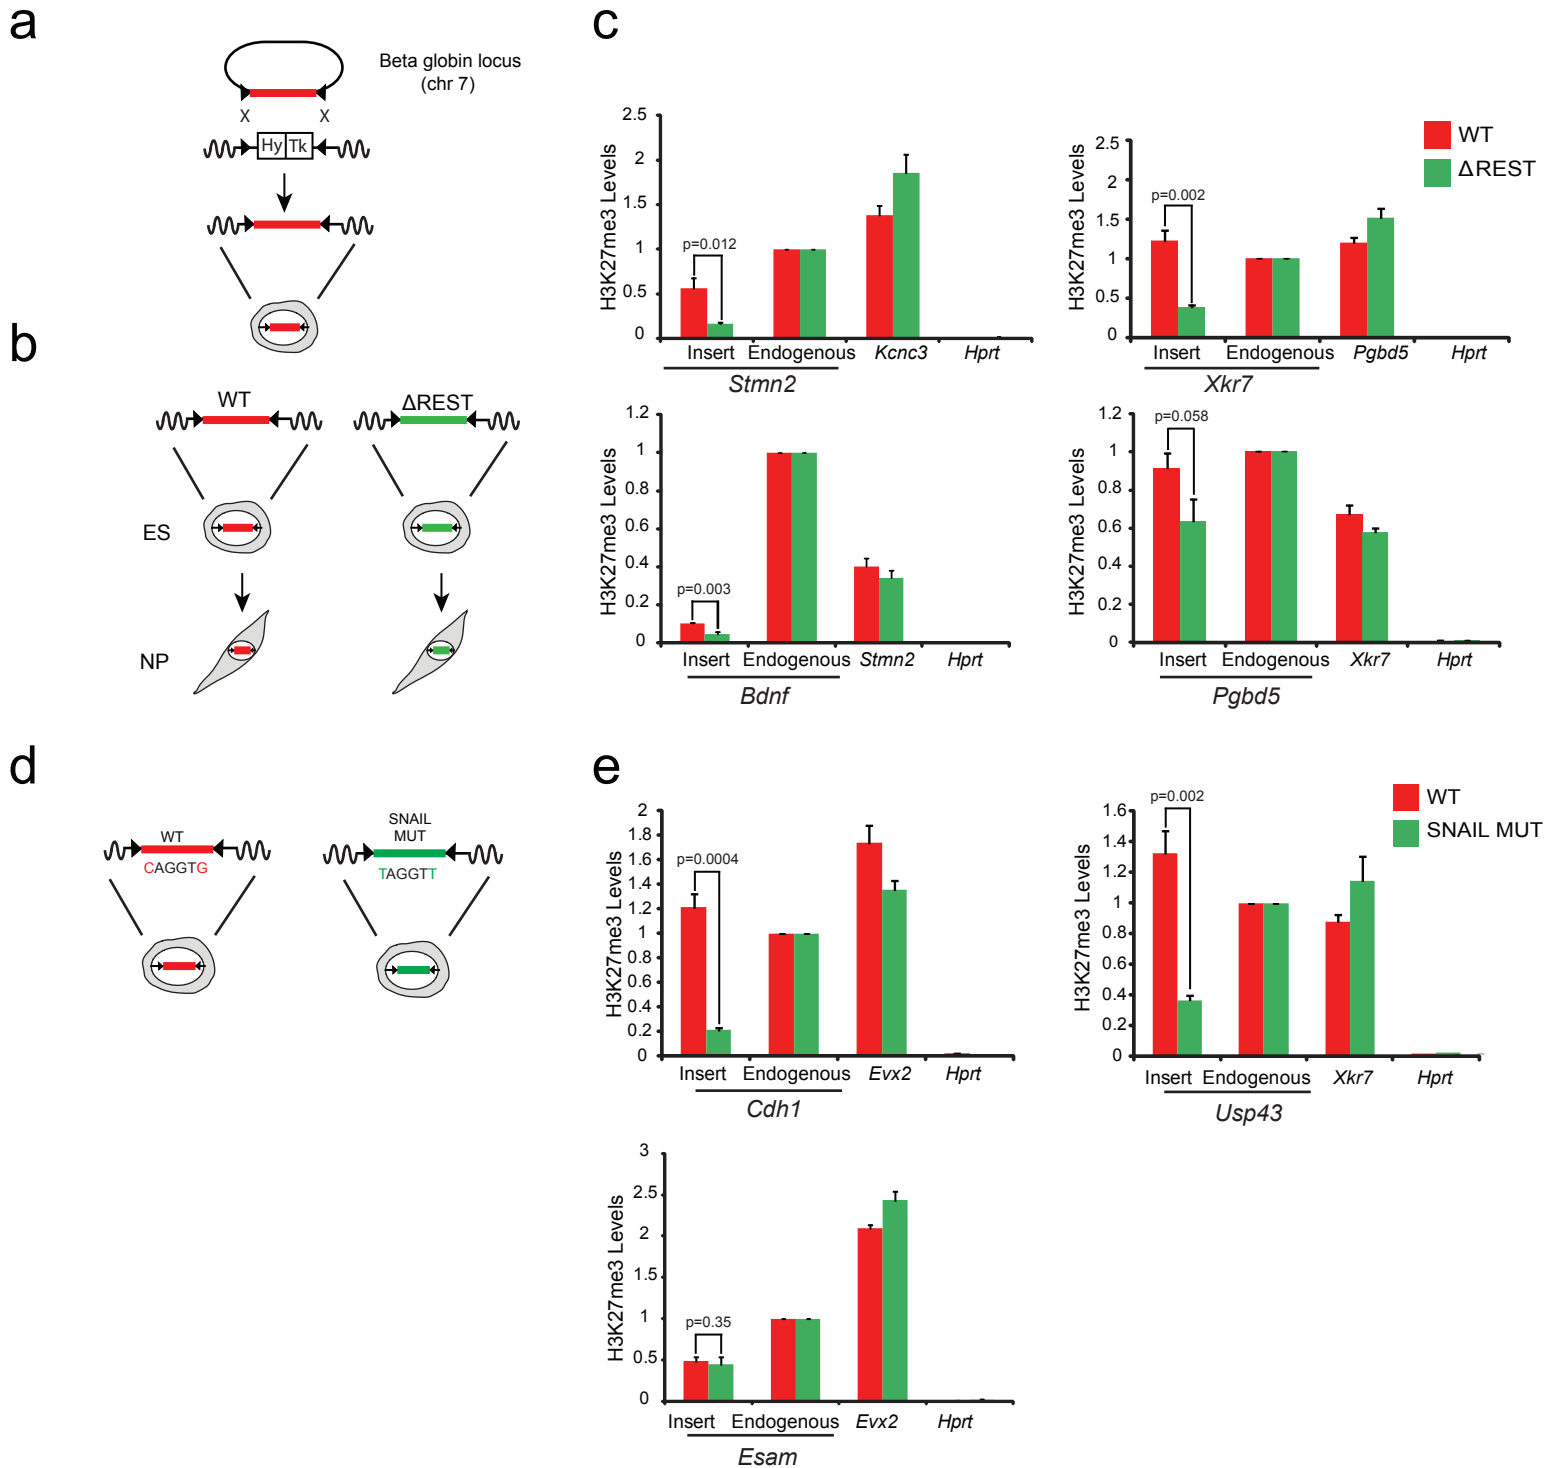 a
Beta globin locus
(chr 7)
X X
Hy Tk
b
WT ΔREST
ES
NP
c
WT
ΔREST
H3K27me3 Levels
2.5
2
1.5
1
0.5
0
p=0.012
Insert Endogenous Kcnc3 Hprt
Stmn2
H3K27me3 Levels
2.5
2
1.5
1
0.5
0
p=0.002
Insert Endogenous Pgbd5 Hprt
Xkr7
H3K27me3 Levels
1.2
1
0.8
0.6
0.4
0.2
0
p=0.003
Insert Endogenous Stmn2 Hprt
Bdnf
H3K27me3 Levels
1.2
1
0.8
0.6
0.4
0.2
0
p=0.058
Insert Endogenous Xkr7 Hprt
Pgbd5
d
WT
CAGGTG
SNAIL
MUT
TAGGTT
e
WT
SNAIL MUT
H3K27me3 Levels
2
1.8
1.6
1.4
1.2
1
0.8
0.6
0.4
0.2
0
p=0.0004
Insert Endogenous Evx2 Hprt
Cdh1
H3K27me3 Levels
1.6
1.4
1.2
1
0.8
0.6
0.4
0.2
0
p=0.002
Insert Endogenous Xkr7 Hprt
Usp43
H3K27me3 Levels
3
2.5
2
1.5
1
0.5
0
p=0.35
Insert Endogenous Evx2 Hprt
Esam